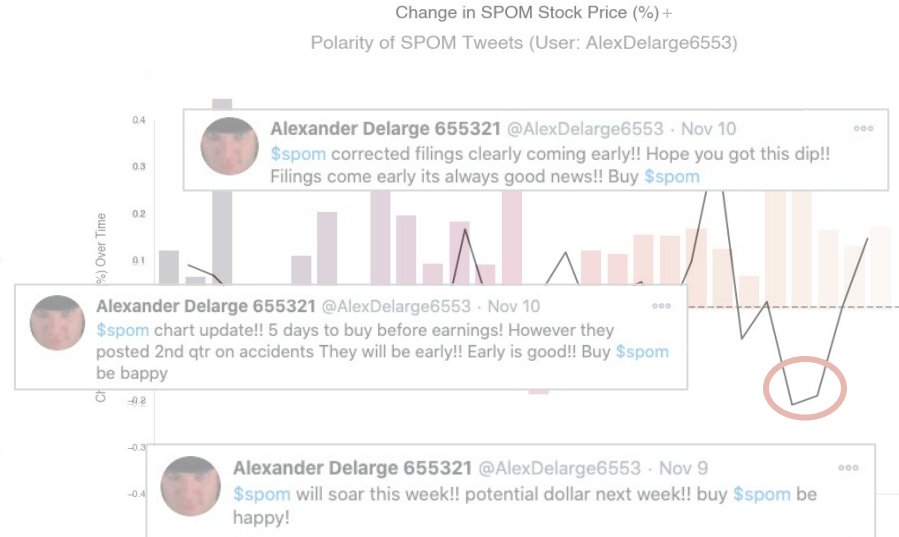 Change in SPOM Stock Price (%)+
Polarity of SPOM Tweets (User: AlexDelarge6553)
0.4
0.3
0.2
0.1
%) Over Time
Alexander Delarge 655321 @AlexDelarge6553 · Nov 10
$spom corrected filings clearly coming early!! Hope you got this dip!!
Filings come early its always good news!! Buy $spom
Alexander Delarge 655321 @AlexDelarge6553 · Nov 10
$spom chart update!! 5 days to buy before earnings! However they
posted 2nd qtr on accidents They will be early!! Early is good!! Buy $spom
be bappy
-0.2
-0.3
-0.4
Alexander Delarge 655321 @AlexDelarge6553 · Nov 9
$spom will soar this week!! potential dollar next week!! buy $spom be
happy!